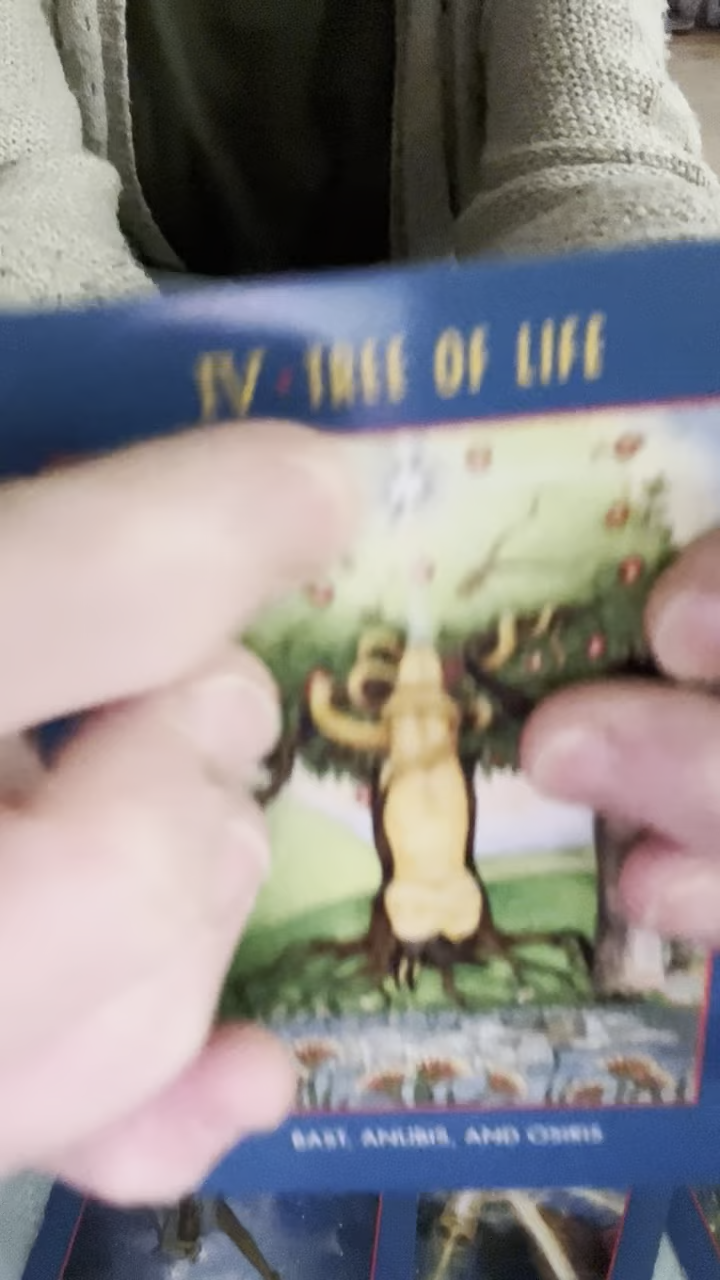 IV • TREE OF LIFE
BAST, ANUBIS, AND OSIRIS